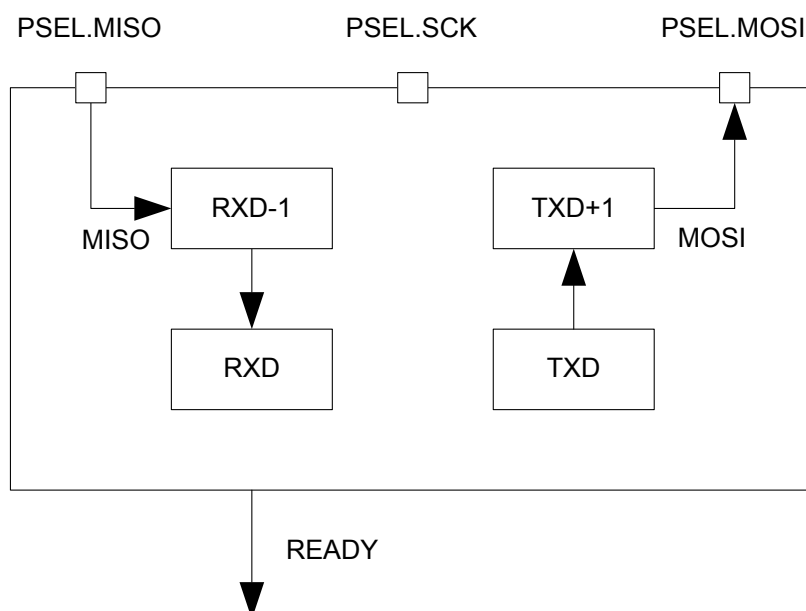 PSEL.MISO PSEL.SCK PSEL.MOSI
RXD-1 TXD+1
MISO MOSI
RXD TXD
READY